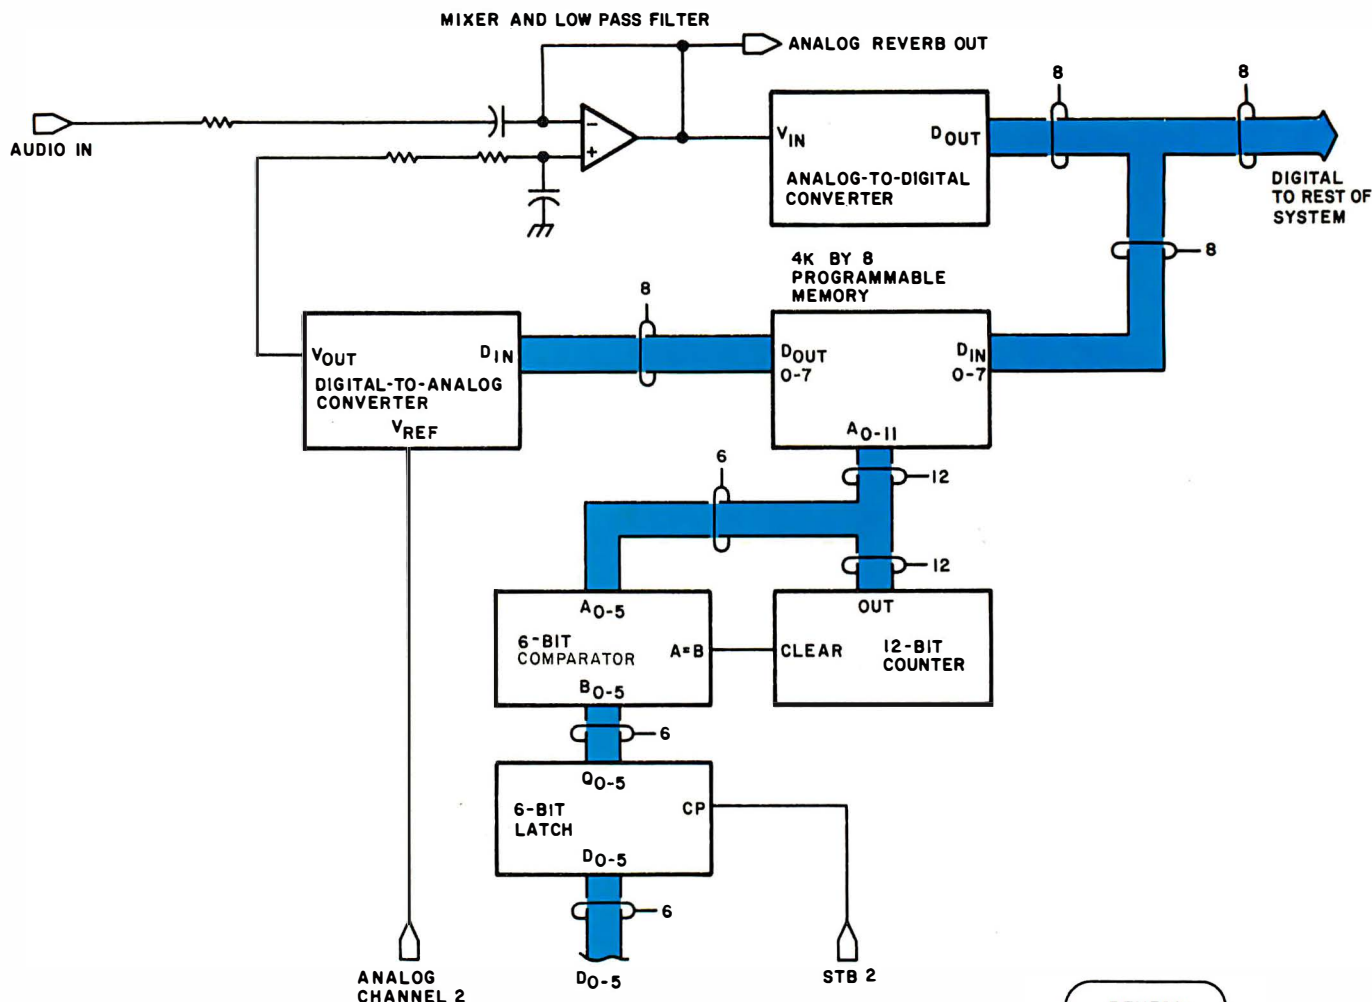 MIXER AND LOW PASS FILTER
ANALOG REVERB OUT
AUDIO IN
8
8
VIN
DOUT
ANALOG-TO-DIGITAL
CONVERTER
DIGITAL
TO REST OF
SYSTEM
8
4K BY 8
PROGRAMMABLE
MEMORY
8
VOUT
DIN
DIGITAL-TO-ANALOG
CONVERTER
VREF
DOUT
0-7
DIN
0-7
A0-11
6
12
12
A0-5
6-BIT
COMPARATOR
A=B
B0-5
OUT
CLEAR
12-BIT
COUNTER
6
Q0-5
6-BIT
LATCH
CP
D0-5
6
ANALOG
CHANNEL 2
D0-5
STB 2